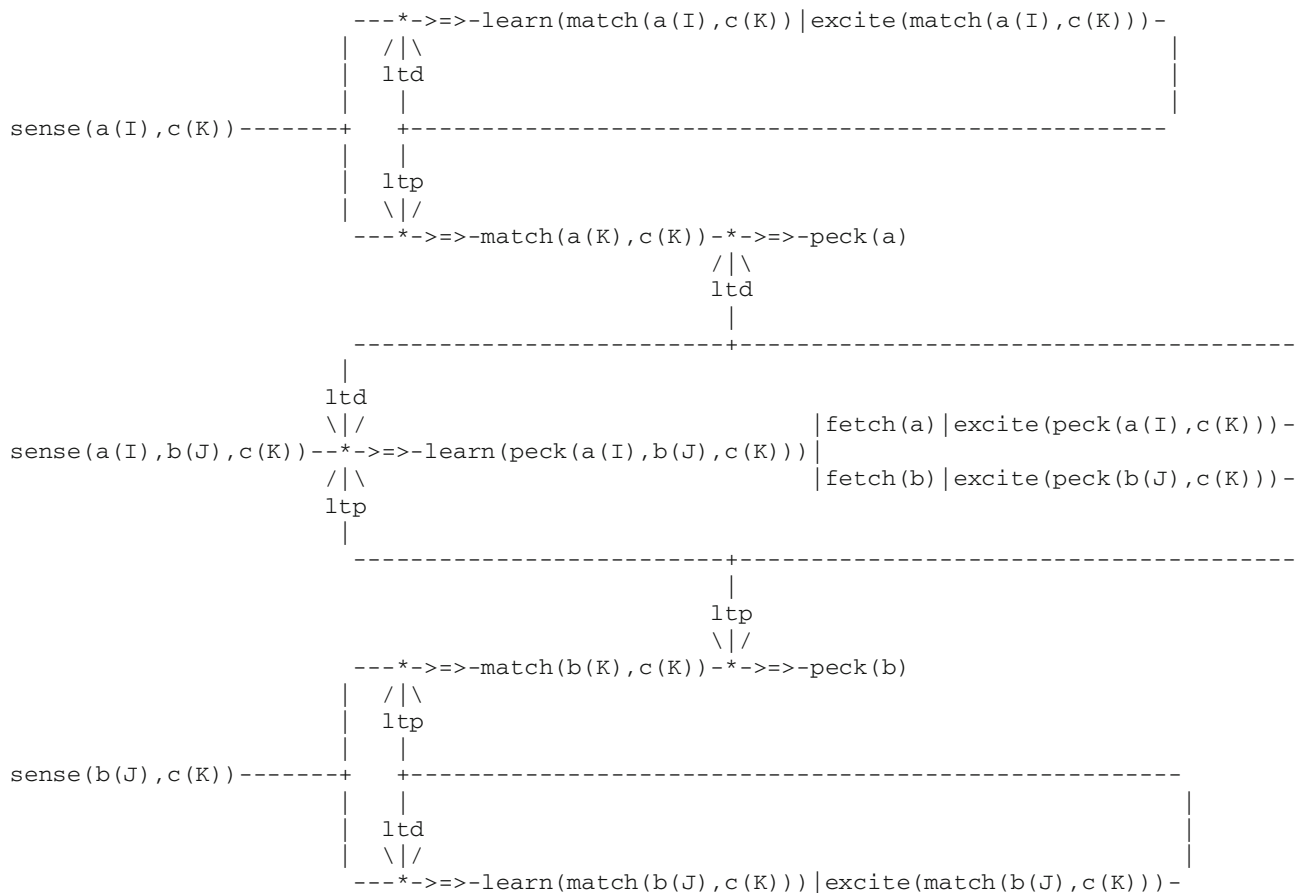 ---*->=>-learn(match(a(I),c(K))|excite(match(a(I),c(K)))-
| /|\ |
| ltd |
| | |
sense(a(I),c(K))-------+ +-----------------------------------------------------
| |
| ltp
| \|/
---*->=>-match(a(K),c(K))-*->=>-peck(a)
/|\
ltd
|
--------------------------+---------------------------------------
|
ltd
\|/ |fetch(a)|excite(peck(a(I),c(K)))-
sense(a(I),b(J),c(K))--*->=>-learn(peck(a(I),b(J),c(K)))|
/|\ |fetch(b)|excite(peck(b(J),c(K)))-
ltp
|
--------------------------+---------------------------------------
|
ltp
\|/
---*->=>-match(b(K),c(K))-*->=>-peck(b)
| /|\
| ltp
| |
sense(b(J),c(K))-------+ +------------------------------------------------------
| | |
| ltd |
| \|/ |
---*->=>-learn(match(b(J),c(K)))|excite(match(b(J),c(K)))-